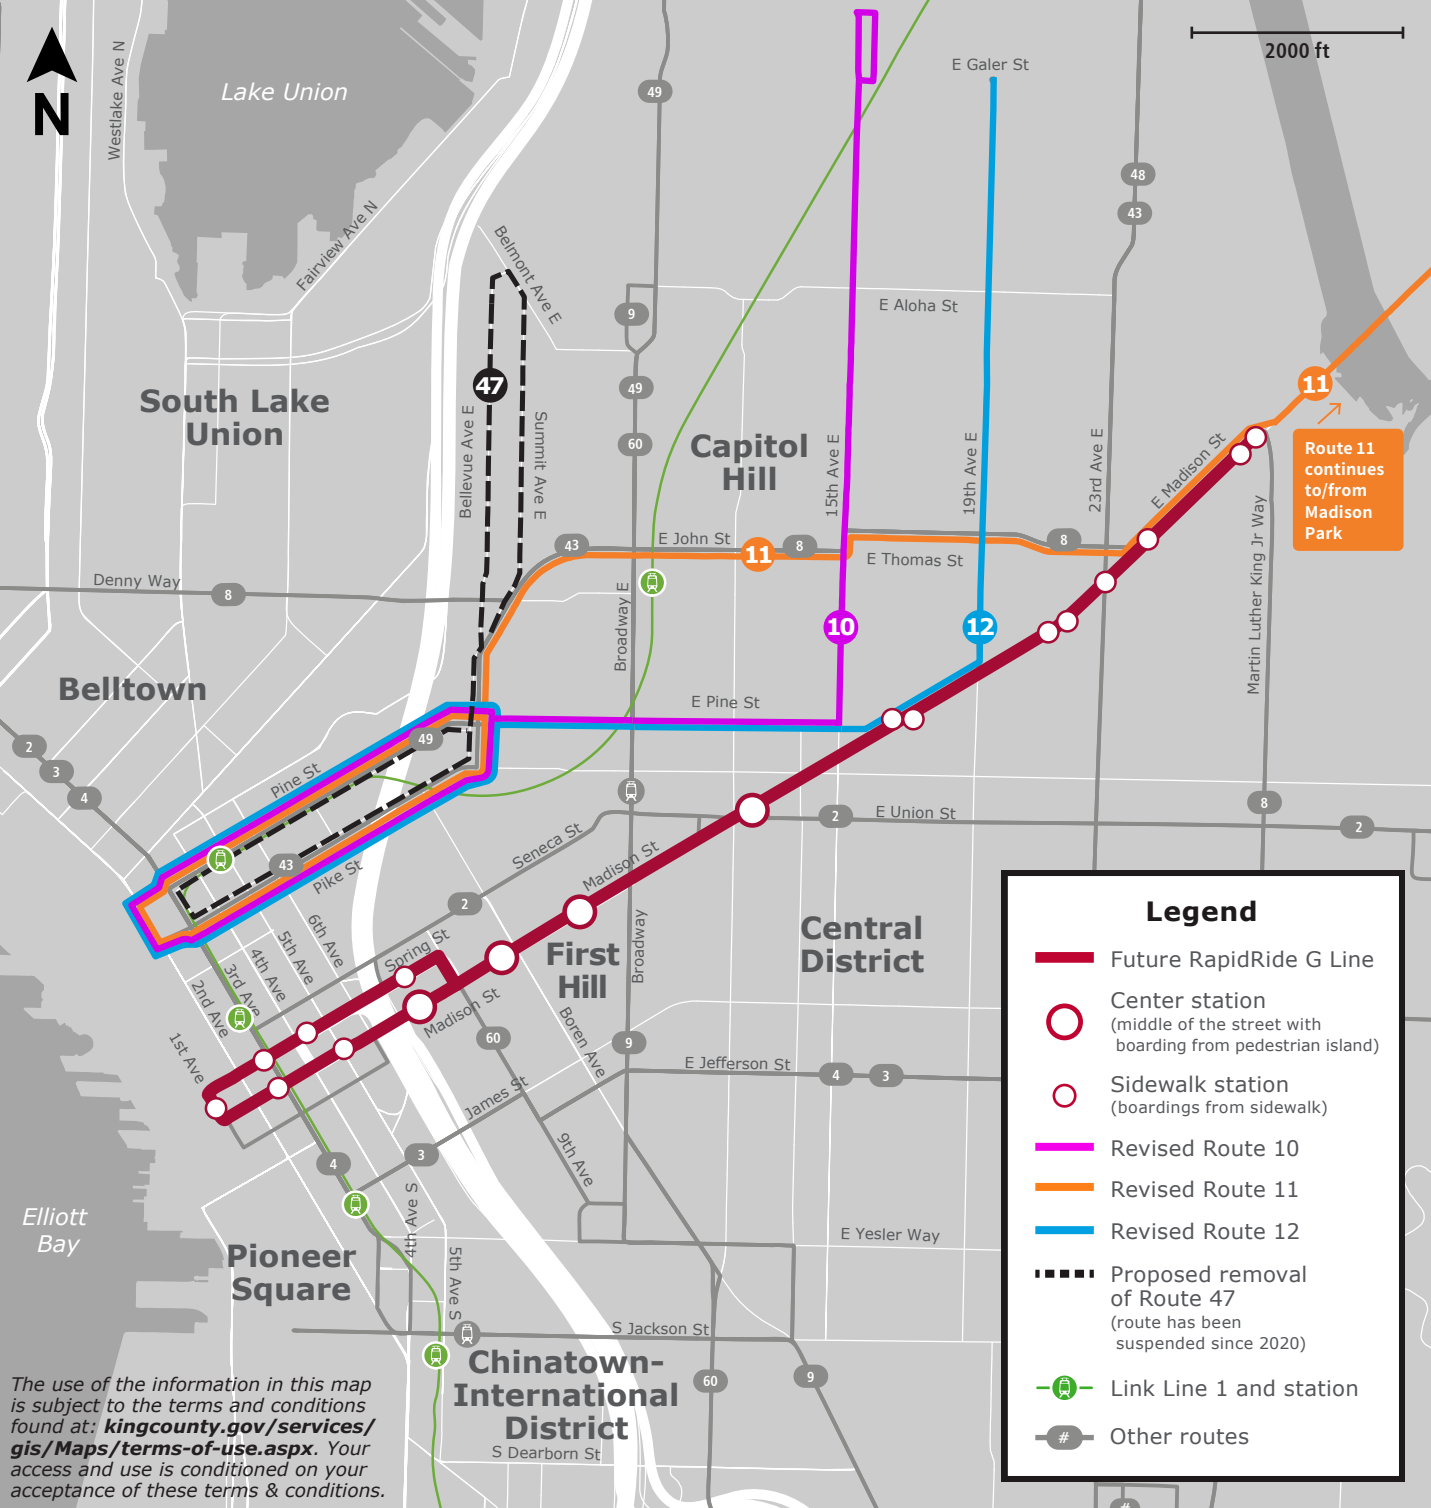 N
Westlake Ave N
Lake Union
Fairview Ave N
49
E Galer St
2000 ft
48
43
Belmont Ave E
E Aloha St
9
49
60
47
11
Route 11
continues
to/from
Madison
Park
South Lake
Union
Bellevue Ave E
Summit Ave E
Capitol
Hill
15th Ave E
19th Ave E
23rd Ave E
E Madison St
Martin Luther King Jr Way
43
E John St
11
8
E Thomas St
8
Denny Way
8
Broadway E
10
12
Belltown
E Pine St
2
3
4
49
Pine St
43
Pike St
8
2
E Union St
2
Seneca St
Madison St
2
6th Ave
5th Ave
4th Ave
3rd Ave
2nd Ave
1st Ave
Spring St
First
Hill
Broadway
Central
District
Madison St
60
Boren Ave
9
E Jefferson St
4
3
James St
9th Ave
4
3
4th Ave S
5th Ave S
Elliott
Bay
Pioneer
Square
E Yesler Way
S Jackson St
Chinatown-
International
District
60
9
S Dearborn St
Legend
Future RapidRide G Line
Center station
(middle of the street with
boarding from pedestrian island)
Sidewalk station
(boardings from sidewalk)
Revised Route 10
Revised Route 11
Revised Route 12
Proposed removal
of Route 47
(route has been
suspended since 2020)
Link Line 1 and station
#
Other routes
#
The use of the information in this map
is subject to the terms and conditions
found at: kingcounty.gov/services/
gis/Maps/terms-of-use.aspx. Your
access and use is conditioned on your
acceptance of these terms & conditions.